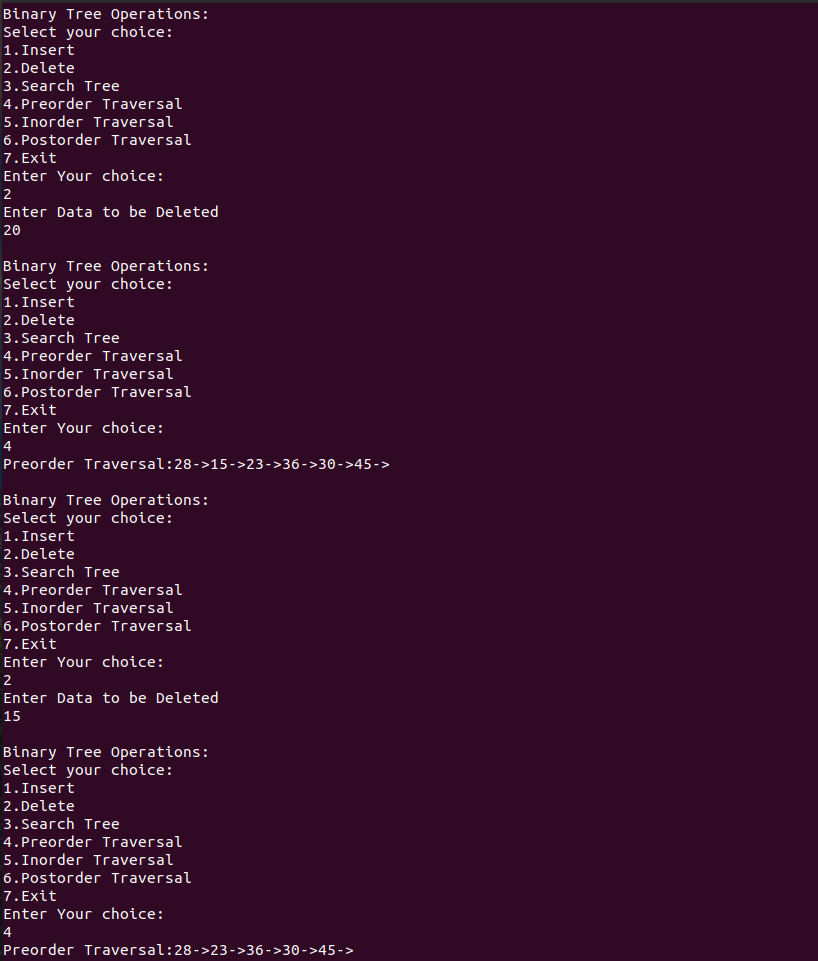 Binary Tree Operations:
Select your choice:
1.Insert
2.Delete
3.Search Tree
4.Preorder Traversal
5.Inorder Traversal
6.Postorder Traversal
7.Exit
Enter Your choice:
2
Enter Data to be Deleted
20

Binary Tree Operations:
Select your choice:
1.Insert
2.Delete
3.Search Tree
4.Preorder Traversal
5.Inorder Traversal
6.Postorder Traversal
7.Exit
Enter Your choice:
4
Preorder Traversal:28->15->23->36->30->45->

Binary Tree Operations:
Select your choice:
1.Insert
2.Delete
3.Search Tree
4.Preorder Traversal
5.Inorder Traversal
6.Postorder Traversal
7.Exit
Enter Your choice:
2
Enter Data to be Deleted
15

Binary Tree Operations:
Select your choice:
1.Insert
2.Delete
3.Search Tree
4.Preorder Traversal
5.Inorder Traversal
6.Postorder Traversal
7.Exit
Enter Your choice:
4
Preorder Traversal:28->23->36->30->45->